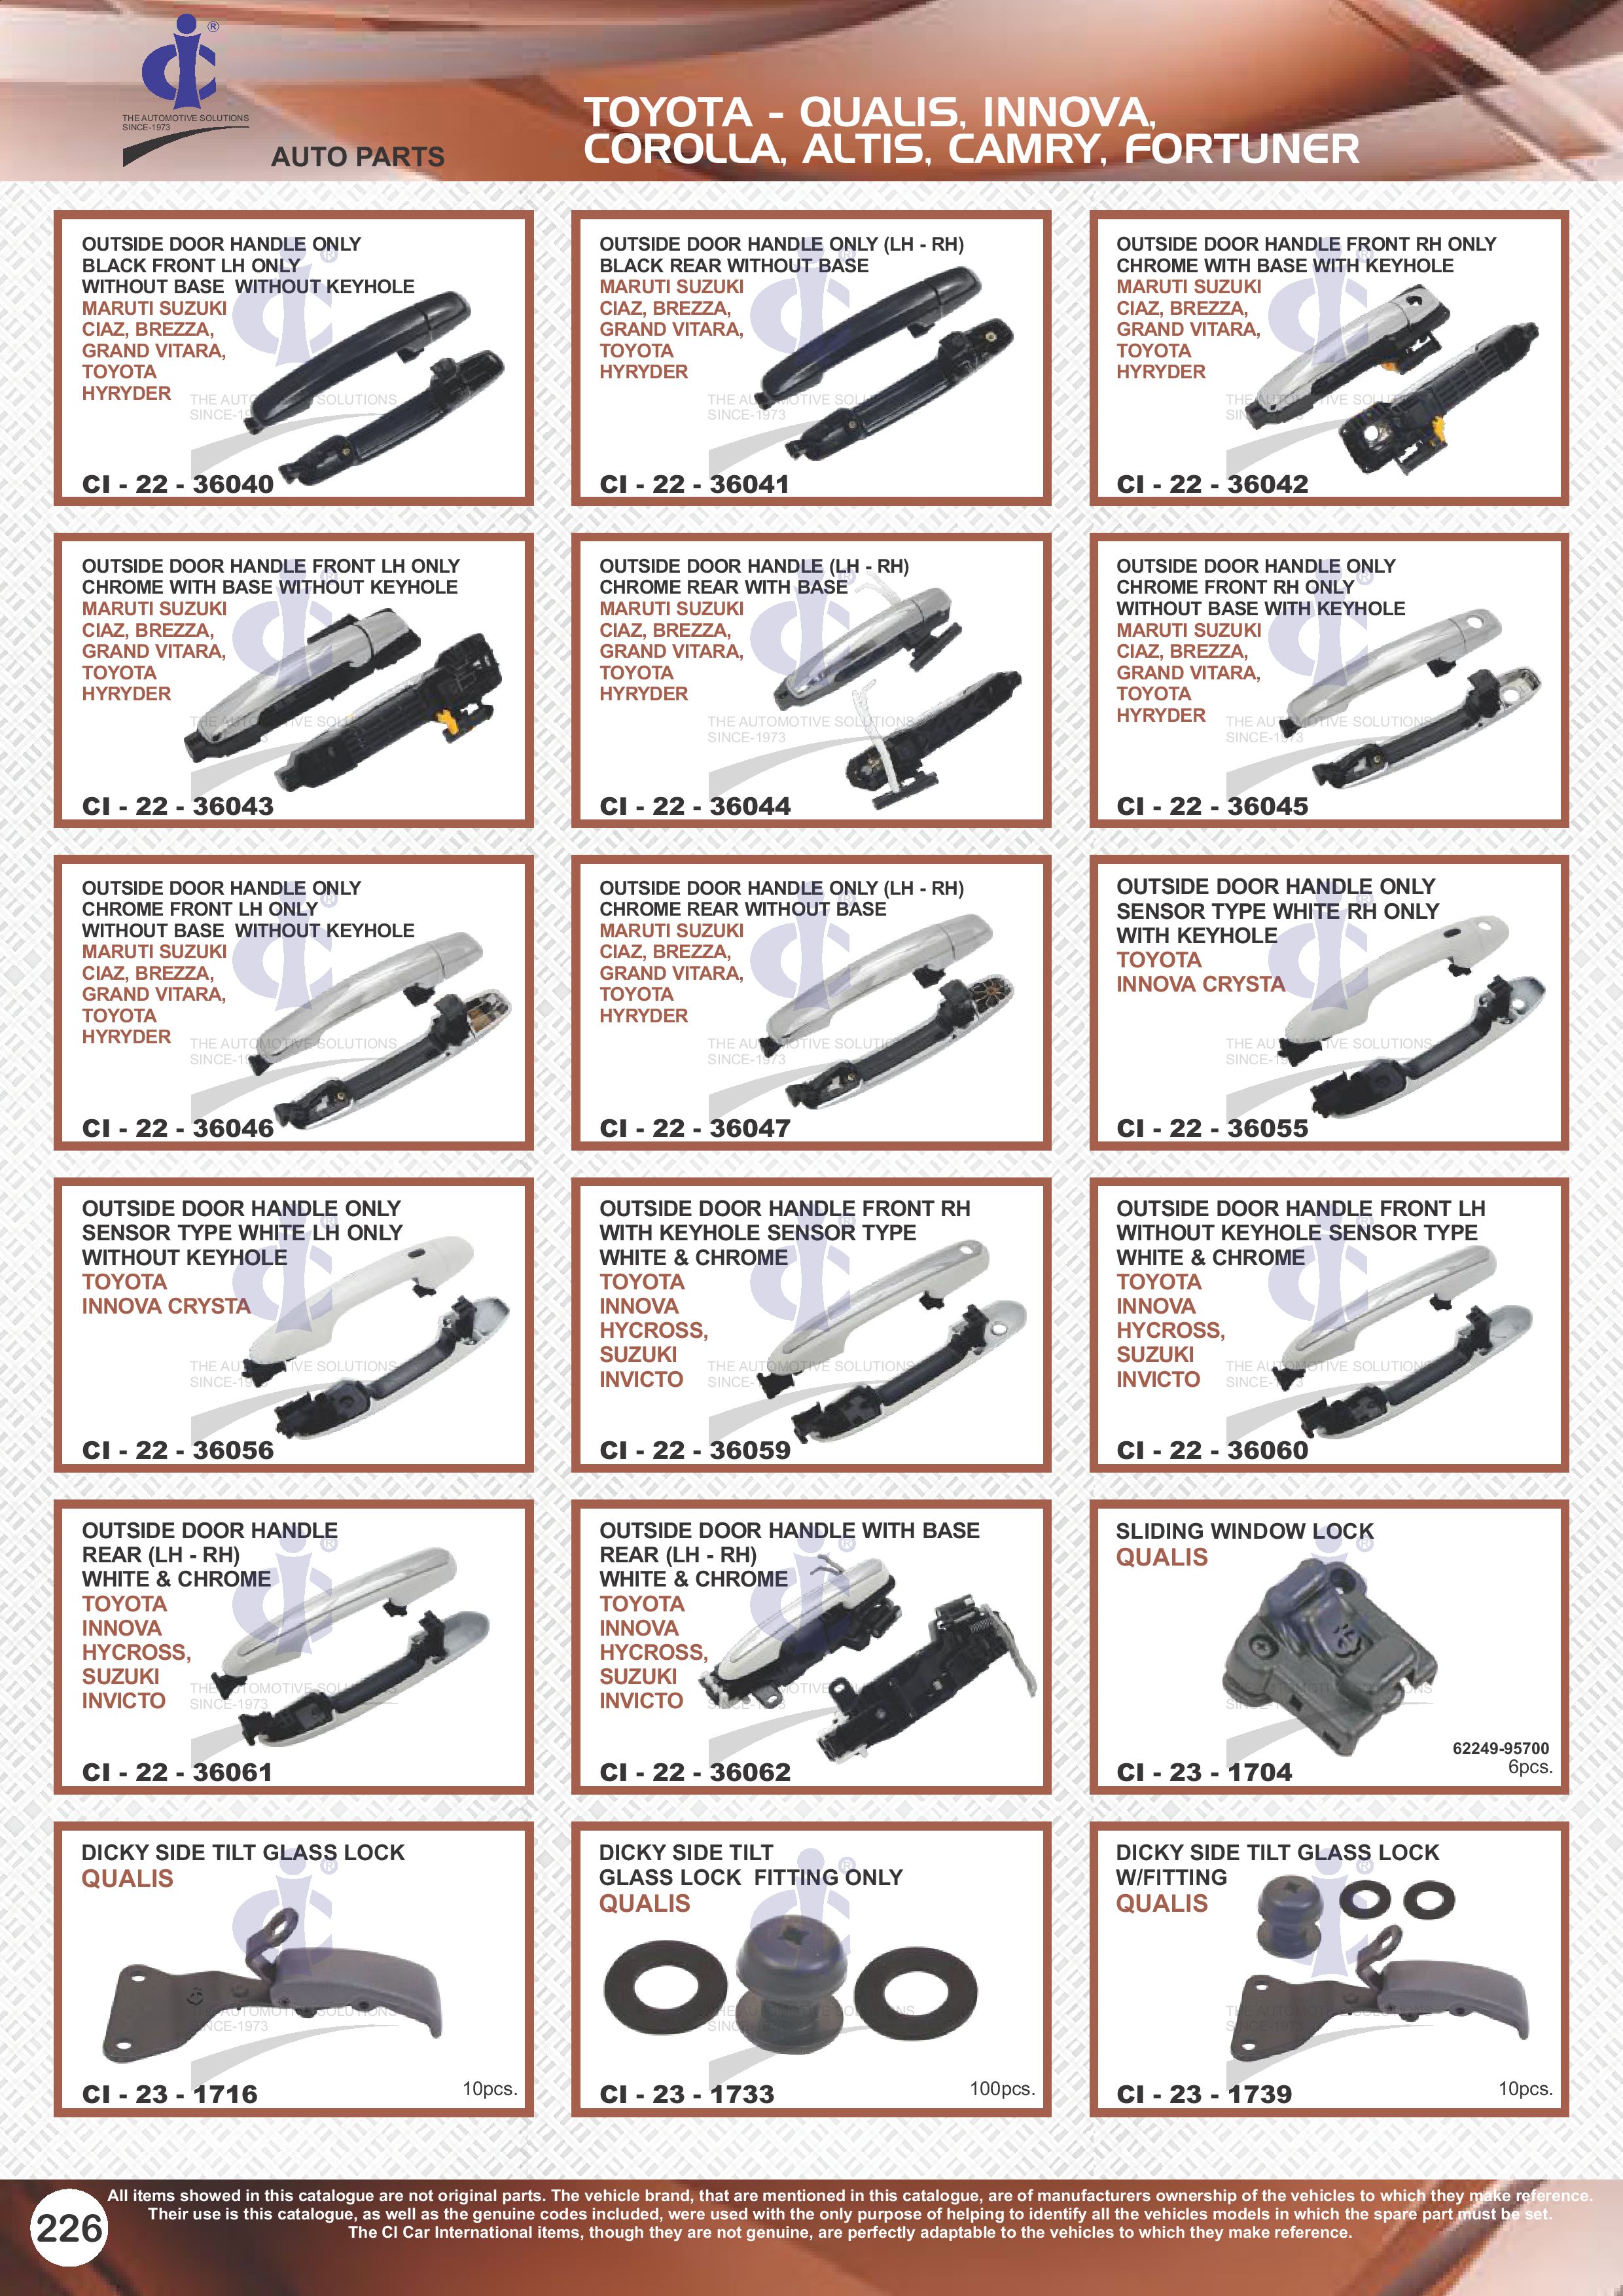 THE AUTOMOTIVE SOLUTIONS
SINCE-1973
AUTO PARTS
TOYOTA - QUALIS, INNOVA,
COROLLA, ALTIS, CAMRY, FORTUNER
OUTSIDE DOOR HANDLE ONLY
BLACK FRONT LH ONLY
WITHOUT BASE WITHOUT KEYHOLE
MARUTI SUZUKI
CIAZ, BREZZA,
GRAND VITARA,
TOYOTA
HYRYDER
CI - 22 - 36040
OUTSIDE DOOR HANDLE ONLY (LH - RH)
BLACK REAR WITHOUT BASE
MARUTI SUZUKI
CIAZ, BREZZA,
GRAND VITARA,
TOYOTA
HYRYDER
CI - 22 - 36041
OUTSIDE DOOR HANDLE FRONT RH ONLY
CHROME WITH BASE WITH KEYHOLE
MARUTI SUZUKI
CIAZ, BREZZA,
GRAND VITARA,
TOYOTA
HYRYDER
CI - 22 - 36042
OUTSIDE DOOR HANDLE FRONT LH ONLY
CHROME WITH BASE WITHOUT KEYHOLE
MARUTI SUZUKI
CIAZ, BREZZA,
GRAND VITARA,
TOYOTA
HYRYDER
CI - 22 - 36043
OUTSIDE DOOR HANDLE (LH - RH)
CHROME REAR WITH BASE
MARUTI SUZUKI
CIAZ, BREZZA,
GRAND VITARA,
TOYOTA
HYRYDER
CI - 22 - 36044
OUTSIDE DOOR HANDLE ONLY
CHROME FRONT RH ONLY
WITHOUT BASE WITH KEYHOLE
MARUTI SUZUKI
CIAZ, BREZZA,
GRAND VITARA,
TOYOTA
HYRYDER
CI - 22 - 36045
OUTSIDE DOOR HANDLE ONLY
CHROME FRONT LH ONLY
WITHOUT BASE WITHOUT KEYHOLE
MARUTI SUZUKI
CIAZ, BREZZA,
GRAND VITARA,
TOYOTA
HYRYDER
CI - 22 - 36046
OUTSIDE DOOR HANDLE ONLY (LH - RH)
CHROME REAR WITHOUT BASE
MARUTI SUZUKI
CIAZ, BREZZA,
GRAND VITARA,
TOYOTA
HYRYDER
CI - 22 - 36047
OUTSIDE DOOR HANDLE ONLY
SENSOR TYPE WHITE RH ONLY
WITH KEYHOLE
TOYOTA
INNOVA CRYSTA
CI - 22 - 36055
OUTSIDE DOOR HANDLE ONLY
SENSOR TYPE WHITE LH ONLY
WITHOUT KEYHOLE
TOYOTA
INNOVA CRYSTA
CI - 22 - 36056
OUTSIDE DOOR HANDLE FRONT RH
WITH KEYHOLE SENSOR TYPE
WHITE & CHROME
TOYOTA
INNOVA
HYCROSS,
SUZUKI
INVICTO
CI - 22 - 36059
OUTSIDE DOOR HANDLE FRONT LH
WITHOUT KEYHOLE SENSOR TYPE
WHITE & CHROME
TOYOTA
INNOVA
HYCROSS,
SUZUKI
INVICTO
CI - 22 - 36060
OUTSIDE DOOR HANDLE
REAR (LH - RH)
WHITE & CHROME
TOYOTA
INNOVA
HYCROSS,
SUZUKI
INVICTO
CI - 22 - 36061
OUTSIDE DOOR HANDLE WITH BASE
REAR (LH - RH)
WHITE & CHROME
TOYOTA
INNOVA
HYCROSS,
SUZUKI
INVICTO
CI - 22 - 36062
SLIDING WINDOW LOCK
QUALIS
62249-95700
CI - 23 - 1704 6pcs.
DICKY SIDE TILT GLASS LOCK
QUALIS
CI - 23 - 1716 10pcs.
DICKY SIDE TILT
GLASS LOCK FITTING ONLY
QUALIS
CI - 23 - 1733 100pcs.
DICKY SIDE TILT GLASS LOCK
W/FITTING
QUALIS
CI - 23 - 1739 10pcs.
226
All items showed in this catalogue are not original parts. The vehicle brand, that are mentioned in this catalogue, are of manufacturers ownership of the vehicles to which they make reference.
Their use is this catalogue, as well as the genuine codes included, were used with the only purpose of helping to identify all the vehicles models in which the spare part must be set.
The CI Car International items, though they are not genuine, are perfectly adaptable to the vehicles to which they make reference.